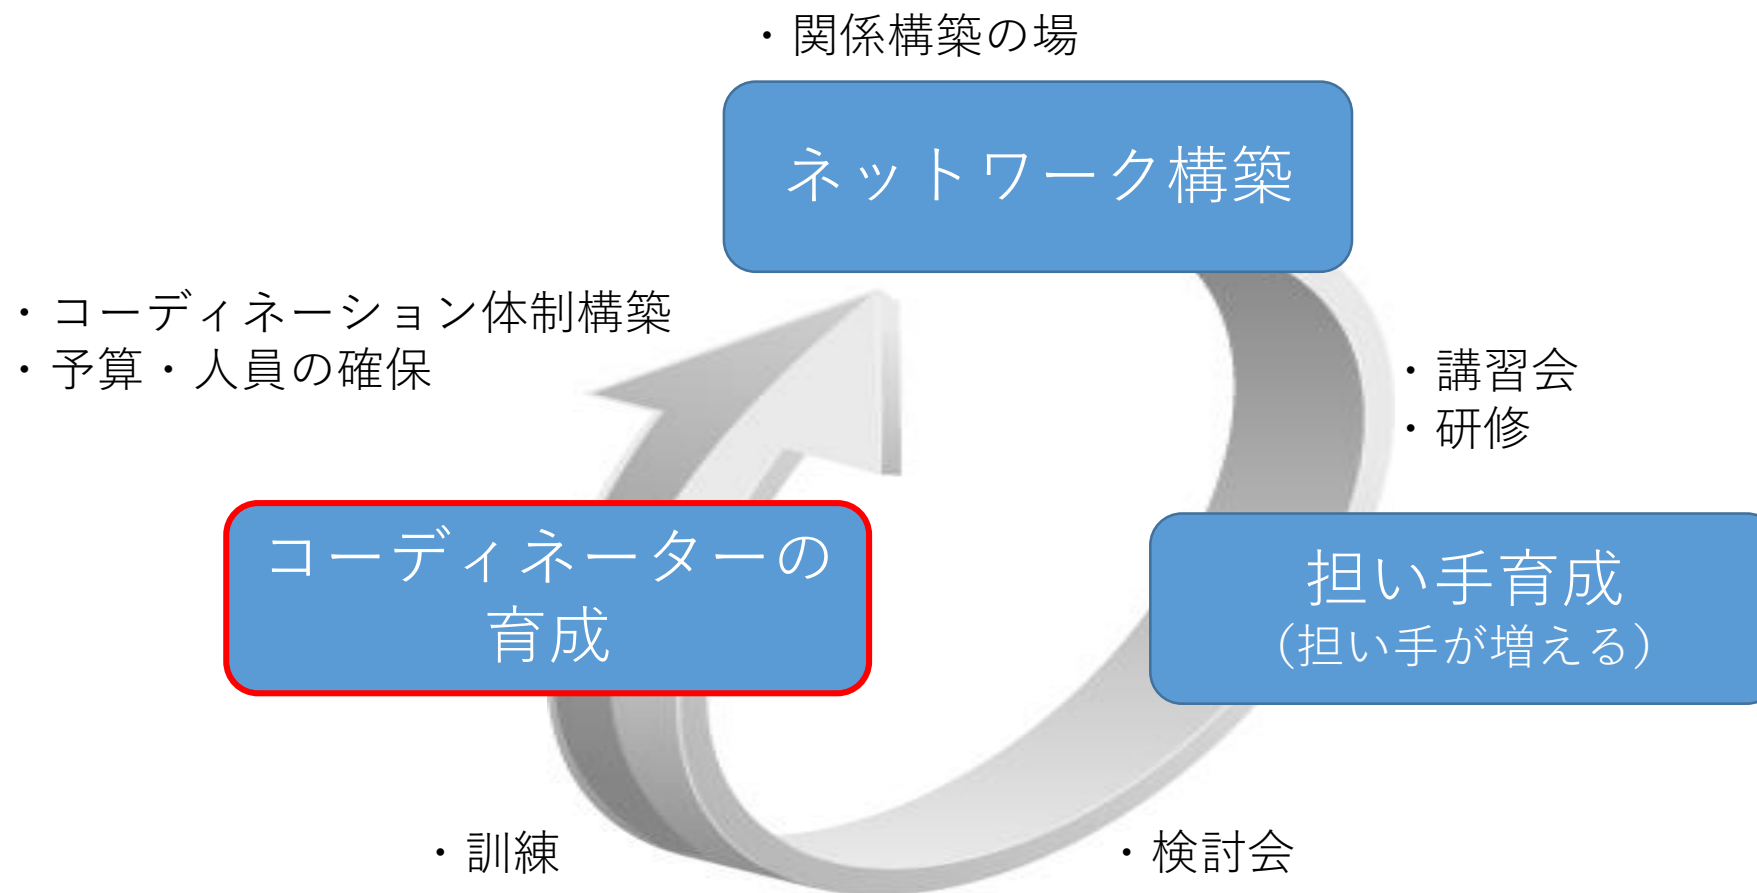 ・関係構築の場
ネットワーク構築
・コーディネーション体制構築
・予算・人員の確保
・講習会
・研修
コーディネーターの
育成
担い手育成
（担い手が増える）
・訓練
・検討会